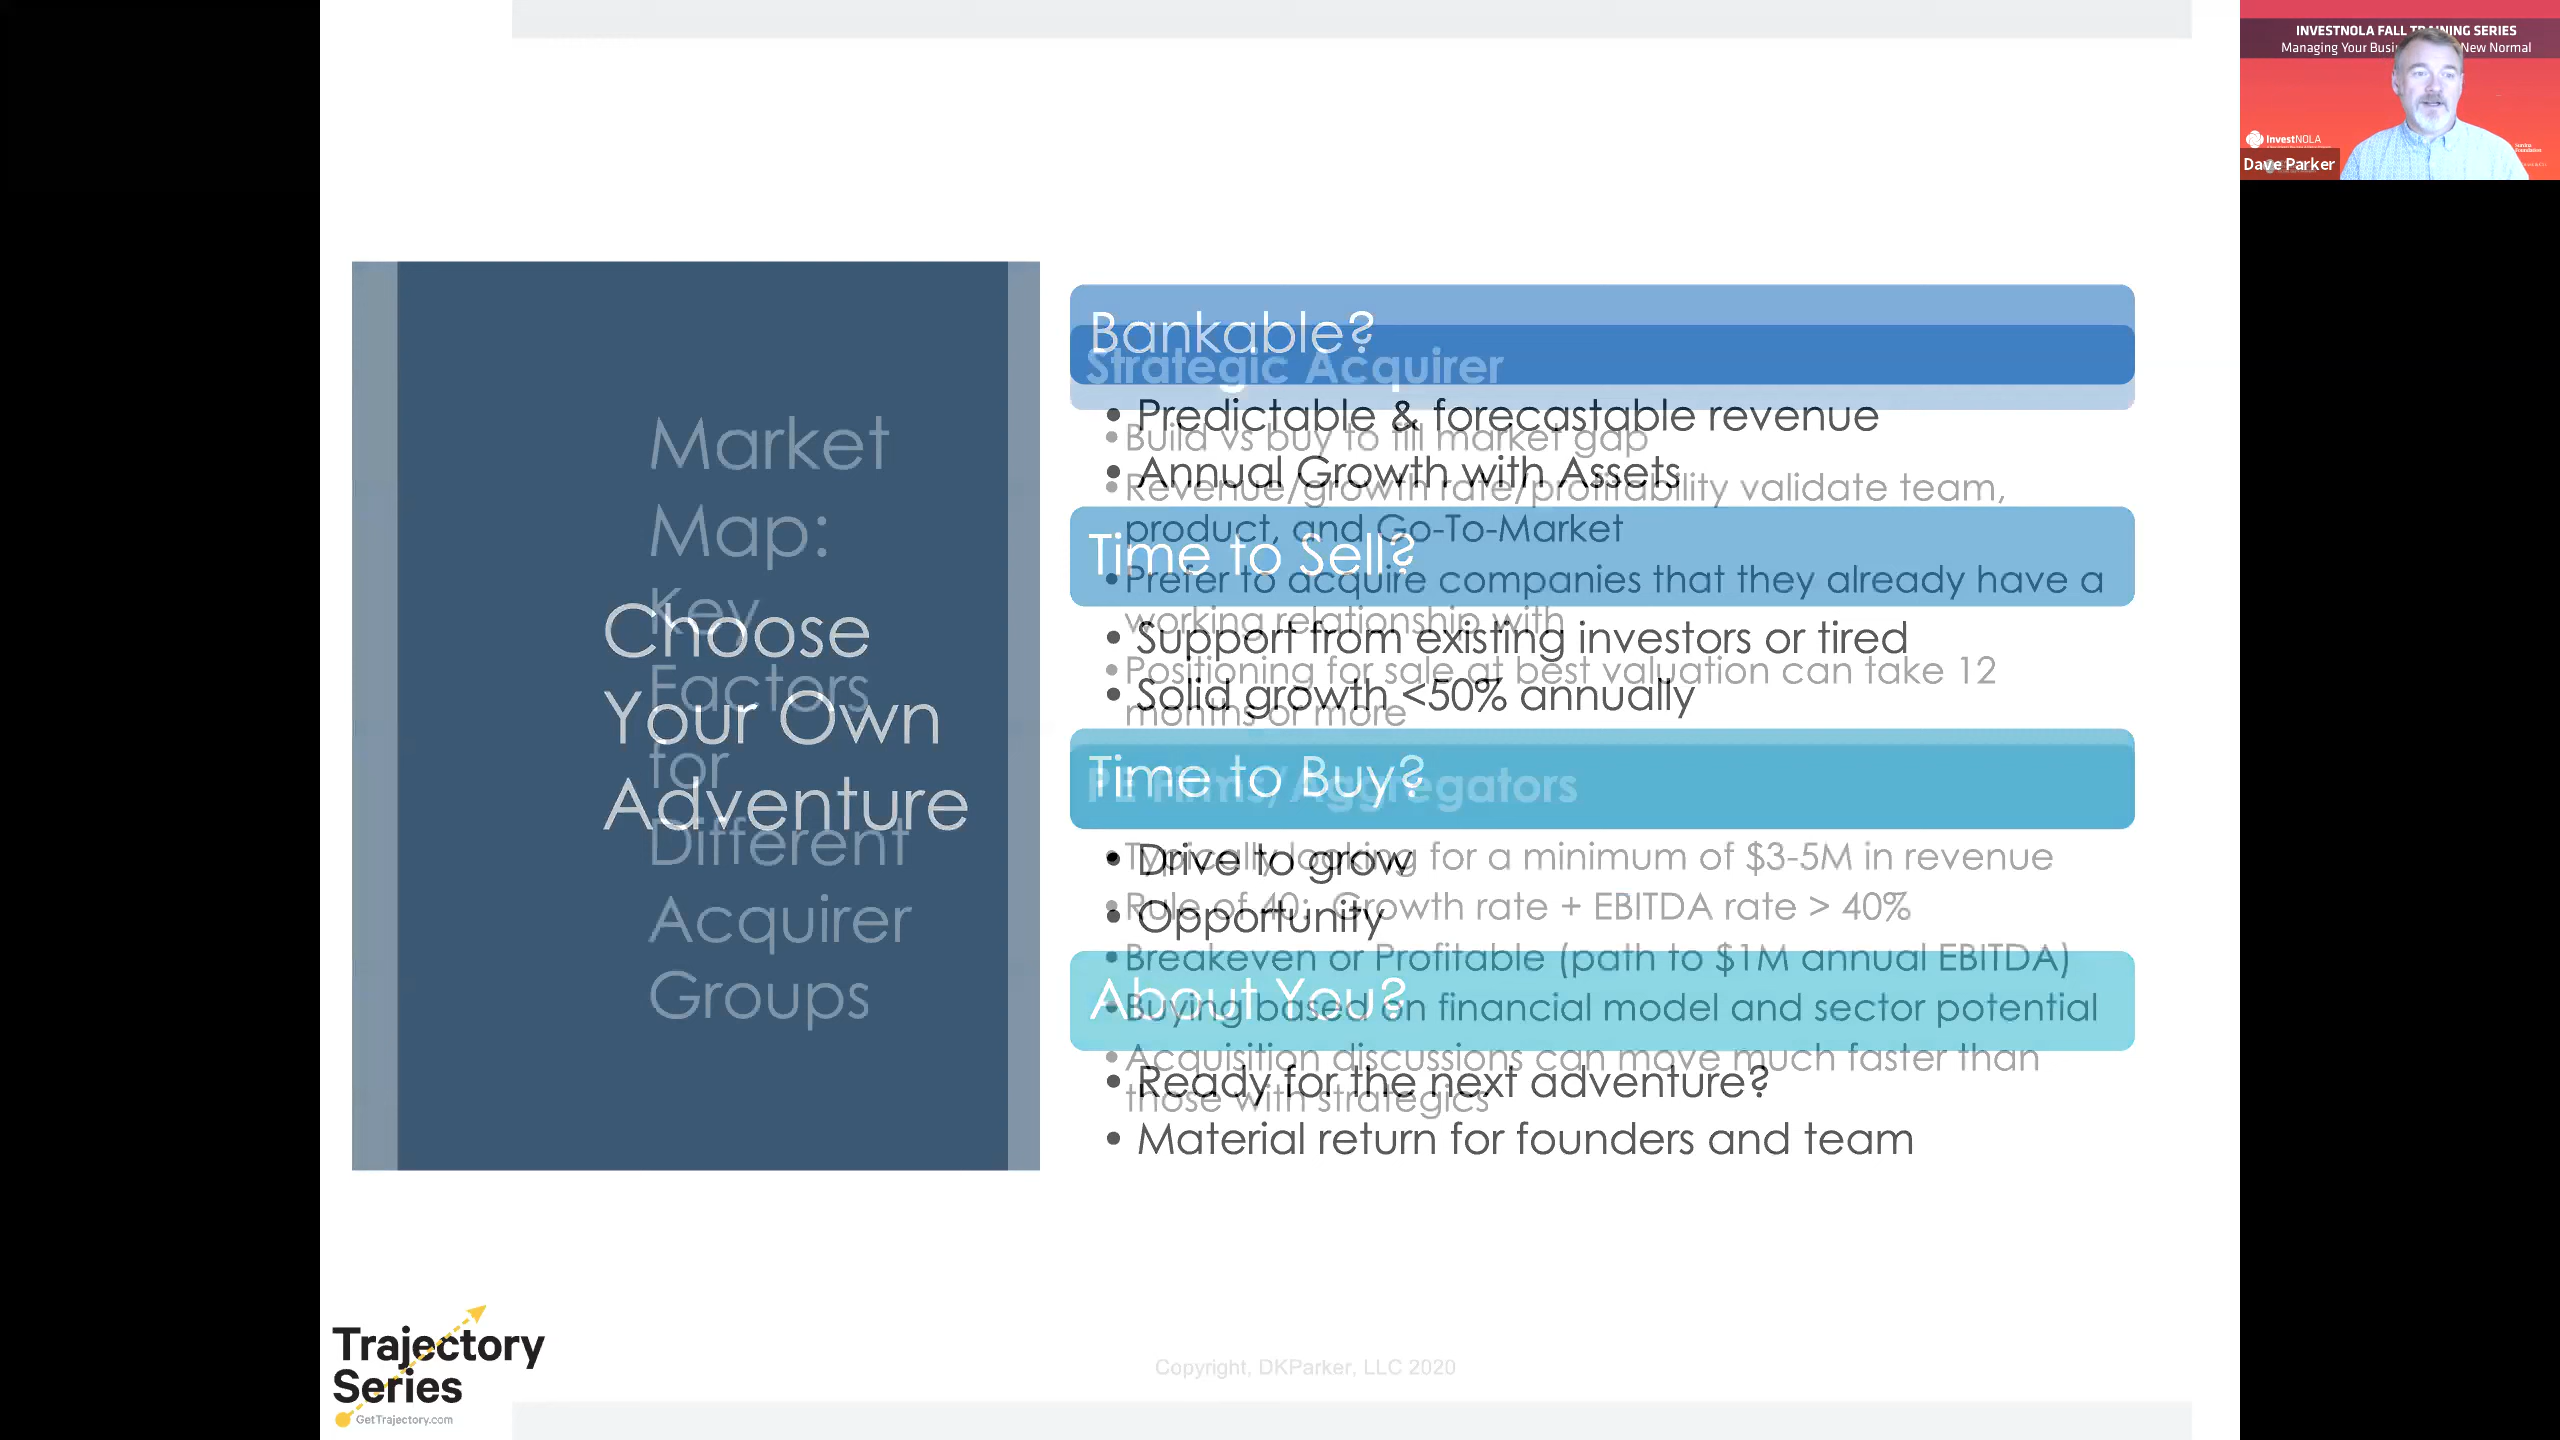 INVESTNOLA FALL TRAINING SERIES
Managing Your Busi New Normal
InvestNOLA
Dave Parker
Choose
Your Own
Adventure
Market
Map:
Key
Factors
for
Different
Acquirer
Groups
Bankable?
• Predictable & forecastable revenue
• Annual Growth with Assets
Time to Sell?
• Support from existing investors or tired
• Solid growth <50% annually
Time to Buy?
• Drive to grow
• Opportunity
About You?
• Ready for the next adventure?
• Material return for founders and team
Strategic Acquirer
• Build vs buy to fill market gap
• Revenue/growth rate/profitability validate team,
product, and Go-To-Market
• Prefer to acquire companies that they already have a
working relationship with
• Positioning for sale at best valuation can take 12
months or more
PE Firms/Aggregators
• Typically looking for a minimum of $3-5M in revenue
• Rule of 40: Growth rate + EBITDA rate > 40%
• Breakeven or Profitable (path to $1M annual EBITDA)
• Buying based on financial model and sector potential
• Acquisition discussions can move much faster than
those with strategics
Trajectory
Series
GetTrajectory.com
Copyright, DKParker, LLC 2020